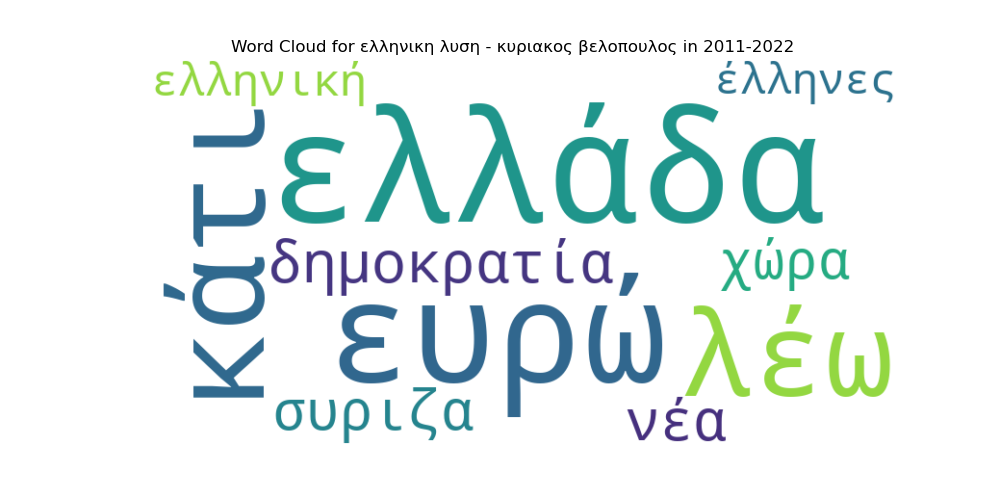 Word Cloud for ελληνικη λυση - κυριακος βελοπουλος in 2011-2022
ελληνική
έλληνες
κάτι
ελλάδα
δημοκρατία
χώρα
ευρώ
λέω
συριζα
νέα